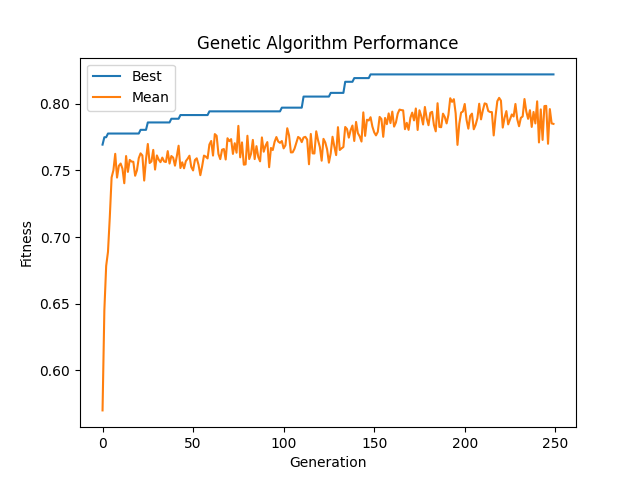 Genetic Algorithm Performance
Best
Mean
Fitness
0.80
0.75
0.70
0.65
0.60
0 50 100 150 200 250
Generation